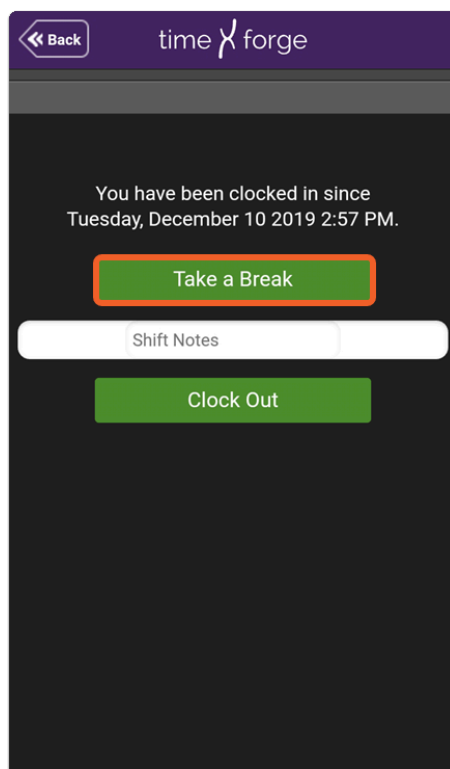 Back
time forge
You have been clocked in since
Tuesday, December 10 2019 2:57 PM.
Take a Break
Shift Notes
Clock Out